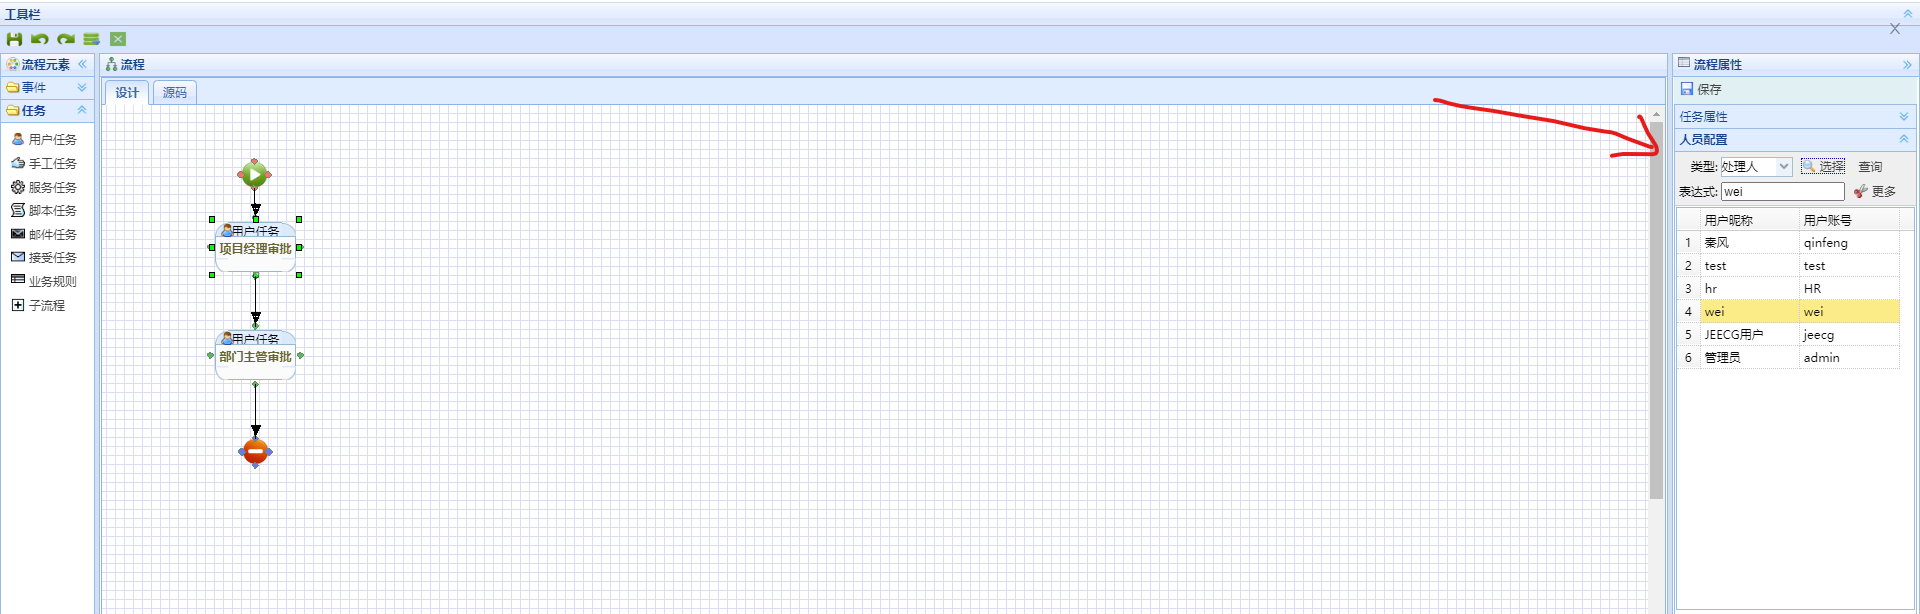 工具栏
流程元素
事件
任务
用户任务
手工任务
服务任务
脚本任务
邮件任务
接受任务
业务规则
子流程
流程
设计 源码
用户任务
项目经理审批
用户任务
部门主管审批
流程属性
保存
任务属性
人员配置
类型: 处理人 选择 查询
表达式: wei 更多
用户昵称 用户账号
1 秦风 qinfeng
2 test test
3 hr HR
4 wei wei
5 JEECG用户 jeecg
6 管理员 admin